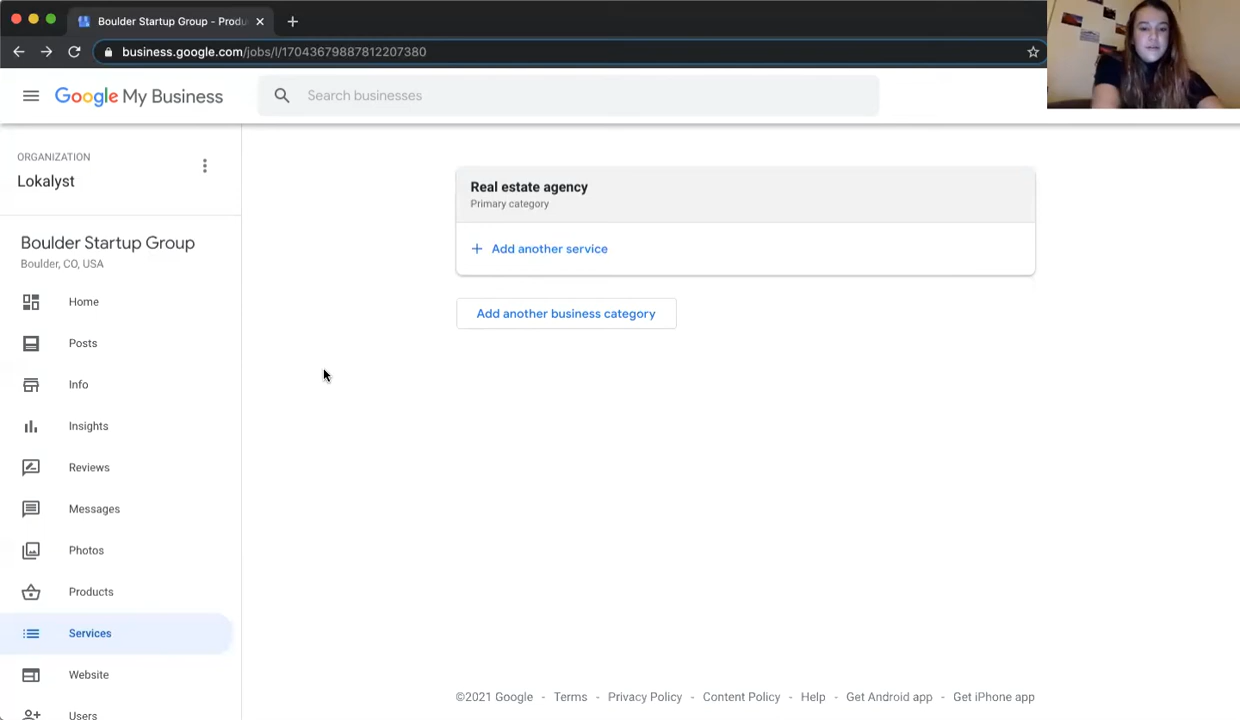 Boulder Startup Group - Produ
business.google.com/jobs/l/17043679887812207380
Google My Business
Search businesses
ORGANIZATION
Lokalyst
Boulder Startup Group
Boulder, CO, USA
Home
Posts
Info
Insights
Reviews
Messages
Photos
Products
Services
Website
Users
Real estate agency
Primary category
+ Add another service
Add another business category
©2021 Google - Terms - Privacy Policy - Content Policy - Help - Get Android app - Get iPhone app